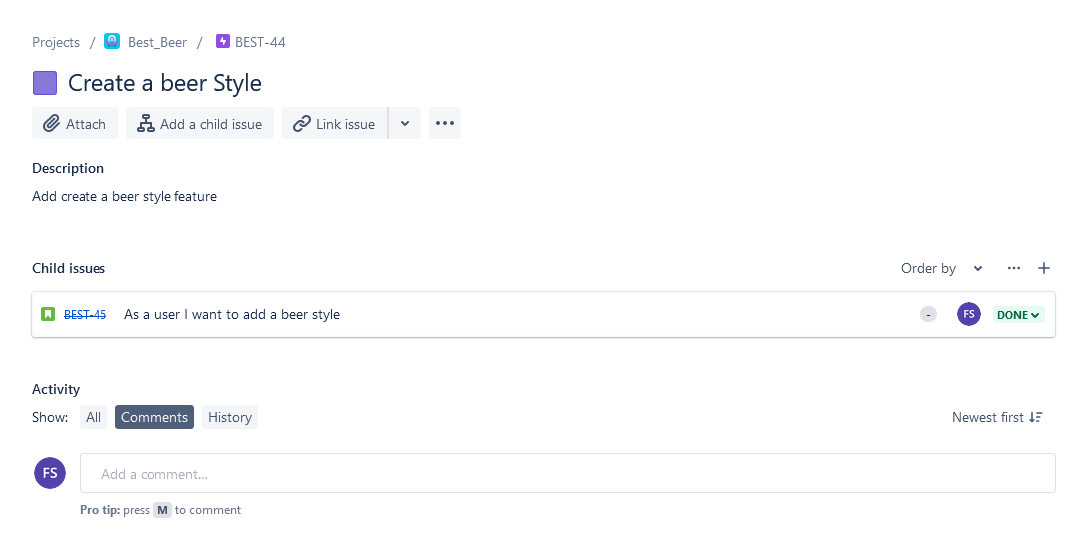 Projects / Best_Beer / BEST-44
Create a beer Style
Attach Add a child issue Link issue
Description
Add create a beer style feature
Child issues Order by
BEST-45 As a user I want to add a beer style - FS DONE
Activity
Show: All Comments History Newest first
FS Add a comment...
Pro tip: press M to comment